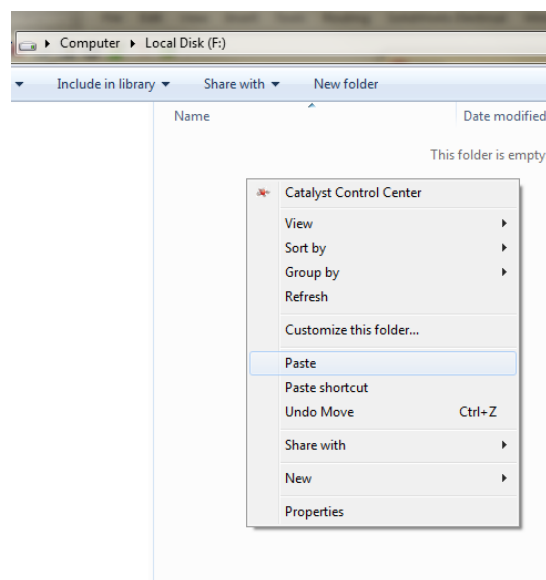 Computer Local Disk (F:)
Include in library Share with New folder
Name Date modified
This folder is empty
Catalyst Control Center
View
Sort by
Group by
Refresh
Customize this folder...
Paste
Paste shortcut
Undo Move Ctrl+Z
Share with
New
Properties